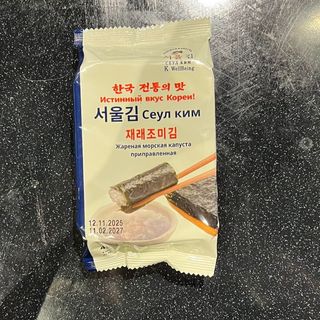 K WellBeing
한국 전통의 맛
Истинный вкус Кореи!
서울김 Сеул ким
재래조미김
Жареная морская капуста
приправленная
12.11.2025
11.02.2027